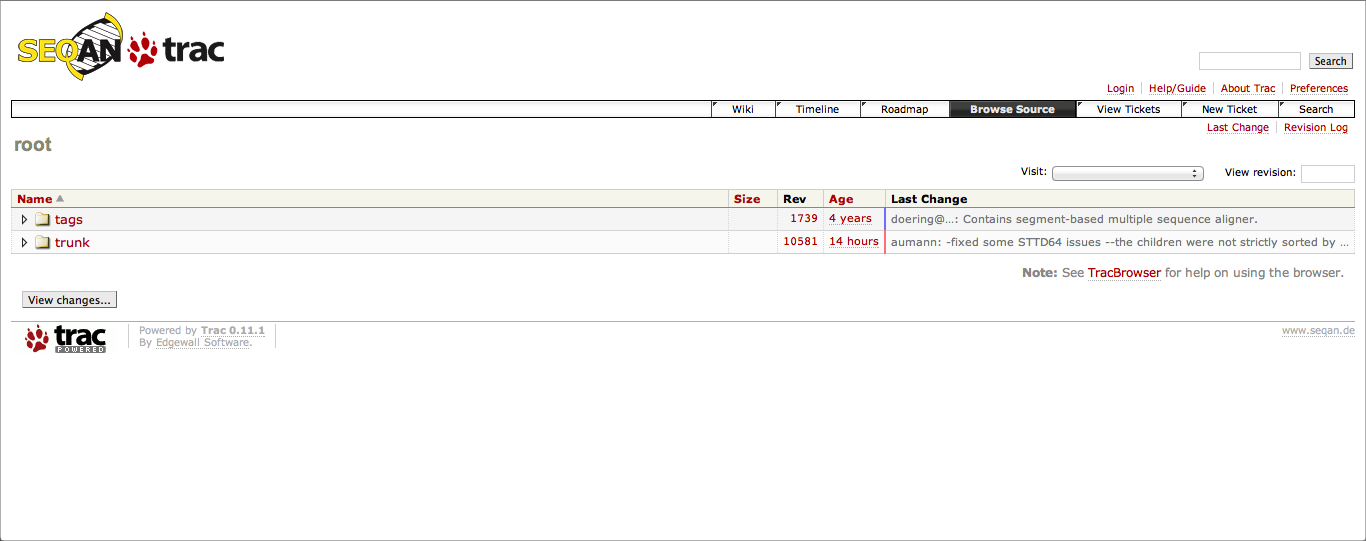 SEQAN trac
Search
Login Help/Guide About Trac Preferences
Wiki Timeline Roadmap Browse Source View Tickets New Ticket Search
Last Change Revision Log
root
Visit: View revision:
Name Size Rev Age Last Change
tags 1739 4 years doering@…: Contains segment-based multiple sequence aligner.
trunk 10581 14 hours aumann: -fixed some STTD64 issues --the children were not strictly sorted by …
Note: See TracBrowser for help on using the browser.
View changes...
trac POWERED
Powered by Trac 0.11.1
By Edgewall Software.
www.seqan.de